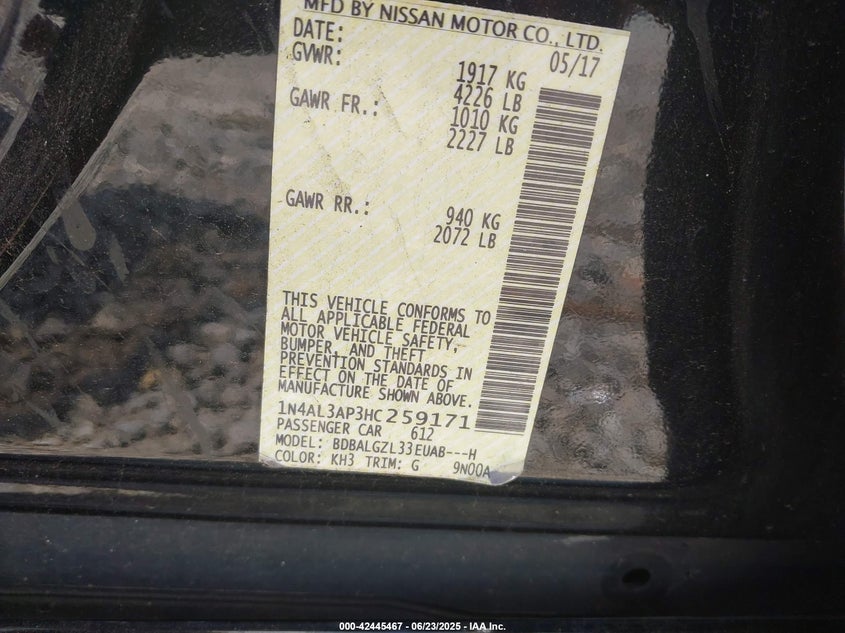 MFD BY NISSAN MOTOR CO., LTD.
DATE: 05/17
GVWR: 1917 KG
4226 LB
GAWR FR.: 1010 KG
2227 LB
GAWR RR.: 940 KG
2072 LB
THIS VEHICLE CONFORMS TO
ALL APPLICABLE FEDERAL
MOTOR VEHICLE SAFETY,
BUMPER, AND THEFT
PREVENTION STANDARDS IN
EFFECT ON THE DATE OF
MANUFACTURE SHOWN ABOVE.
1N4AL3AP3HC259171
PASSENGER CAR 612
MODEL: BDBALGZL33EUAB---H
COLOR: KH3 TRIM: G 9N00A
000-42445467 - 06/23/2025 - IAA Inc.